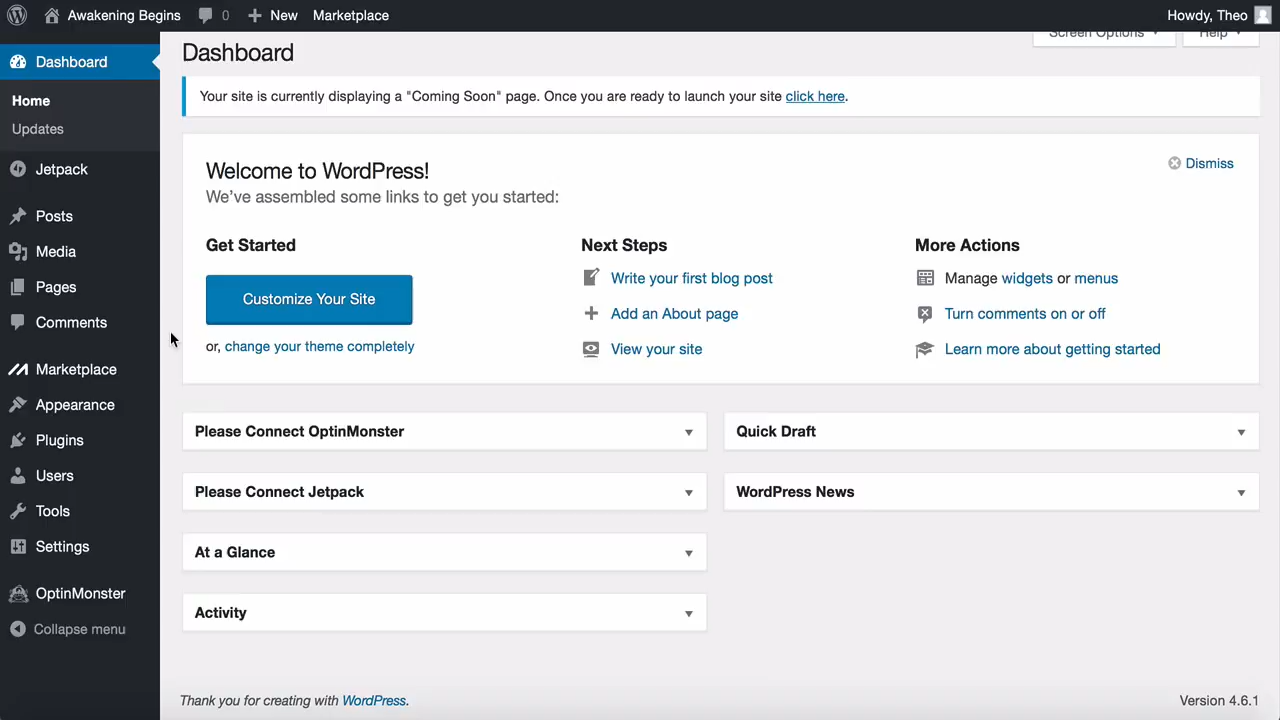 Awakening Begins 0 New Marketplace Howdy, Theo
Dashboard
Home
Updates
Jetpack
Posts
Media
Pages
Comments
Marketplace
Appearance
Plugins
Users
Tools
Settings
OptinMonster
Collapse menu
Screen Options Help
Dashboard
Your site is currently displaying a "Coming Soon" page. Once you are ready to launch your site click here.
Welcome to WordPress!
Dismiss
We've assembled some links to get you started:
Get Started
Customize Your Site
or, change your theme completely
Next Steps
Write your first blog post
Add an About page
View your site
More Actions
Manage widgets or menus
Turn comments on or off
Learn more about getting started
Please Connect OptinMonster
Please Connect Jetpack
At a Glance
Activity
Quick Draft
WordPress News
Thank you for creating with WordPress.
Version 4.6.1